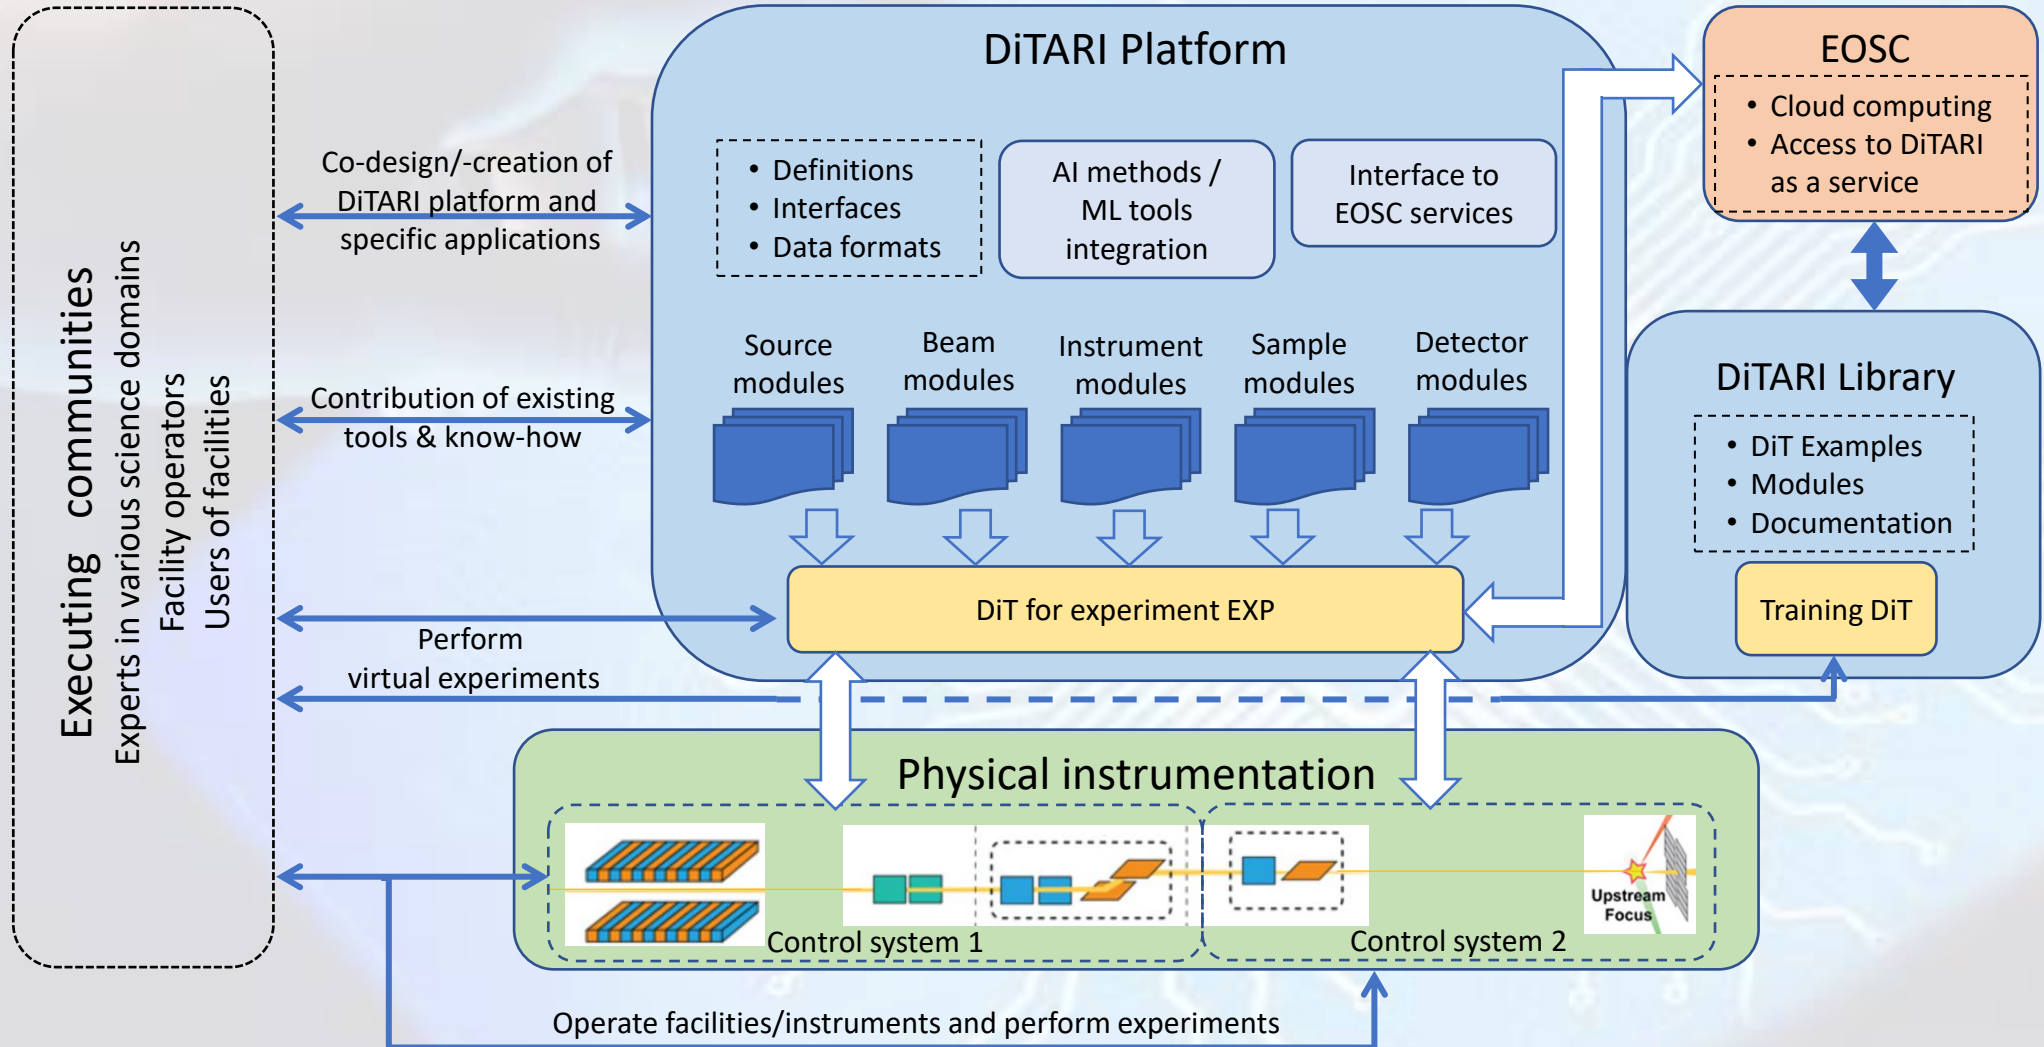 Executing communities
Experts in various science domains
Facility operators
Users of facilities
Co-design/-creation of
DiTARI platform and
specific applications
Contribution of existing
tools & know-how
Perform
virtual experiments
DiTARI Platform
• Definitions
• Interfaces
• Data formats
AI methods /
ML tools
integration
Interface to
EOSC services
Source
modules
Beam
modules
Instrument
modules
Sample
modules
Detector
modules
DiT for experiment EXP
EOSC
• Cloud computing
• Access to DiTARI
as a service
DiTARI Library
• DiT Examples
• Modules
• Documentation
Training DiT
Physical instrumentation
Upstream
Focus
Control system 1
Control system 2
Operate facilities/instruments and perform experiments